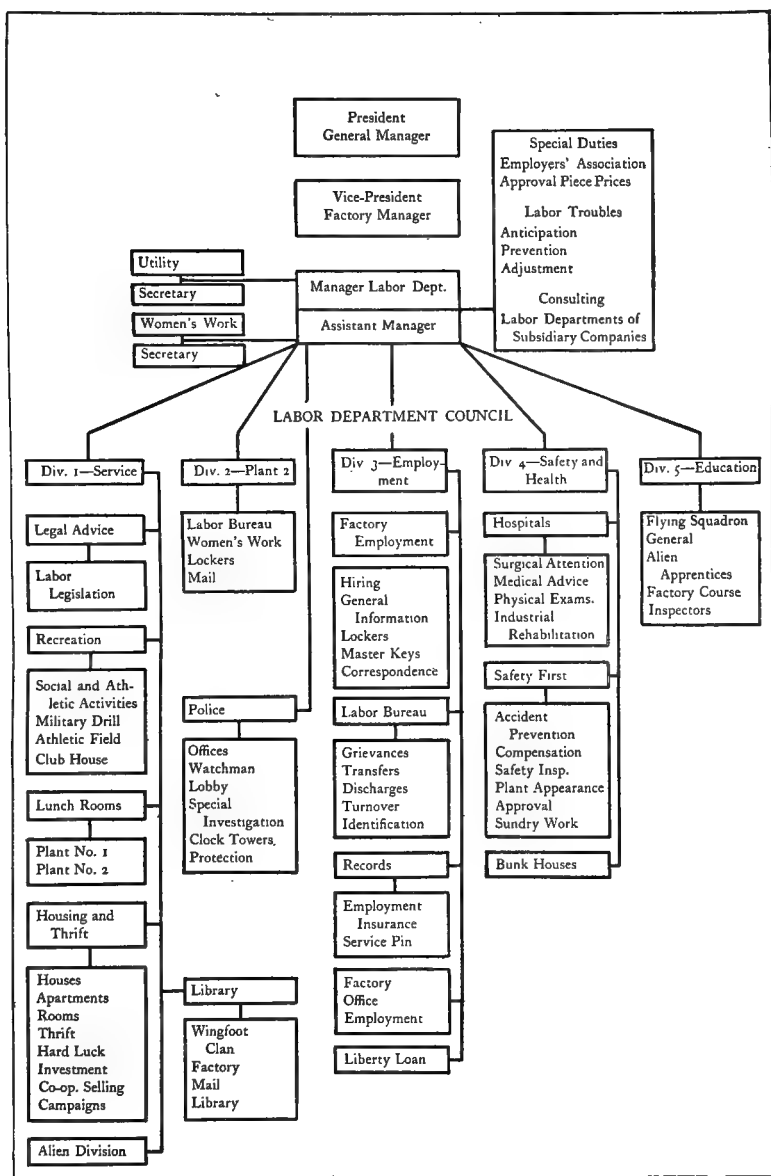 President
General Manager
Vice-President
Factory Manager
Special Duties
Employers' Association
Approval Piece Prices
Labor Troubles
Anticipation
Prevention
Adjustment
Consulting
Labor Departments of
Subsidiary Companies
Utility
Secretary
Women's Work
Secretary
Manager Labor Dept.
Assistant Manager
LABOR DEPARTMENT COUNCIL
Div. 1—Service
Legal Advice
Labor
Legislation
Recreation
Social and Ath-
letic Activities
Military Drill
Athletic Field
Club House
Lunch Rooms
Plant No. 1
Plant No. 2
Housing and
Thrift
Houses
Apartments
Rooms
Thrift
Hard Luck
Investment
Co-op. Selling
Campaigns
Alien Division
Library
Wingfoot
Clan
Factory
Mail
Library
Div. 2—Plant 2
Labor Bureau
Women's Work
Lockers
Mail
Police
Offices
Watchman
Lobby
Special
Investigation
Clock Towers,
Protection
Div 3—Employ-
ment
Factory
Employment
Hiring
General
Information
Lockers
Master Keys
Correspondence
Labor Bureau
Grievances
Transfers
Discharges
Turnover
Identification
Records
Employment
Insurance
Service Pin
Factory
Office
Employment
Liberty Loan
Div 4—Safety and
Health
Hospitals
Surgical Attention
Medical Advice
Physical Exams.
Industrial
Rehabilitation
Safety First
Accident
Prevention
Compensation
Safety Insp.
Plant Appearance
Approval
Sundry Work
Bunk Houses
Div. 5—Education
Flying Squadron
General
Alien
Apprentices
Factory Course
Inspectors